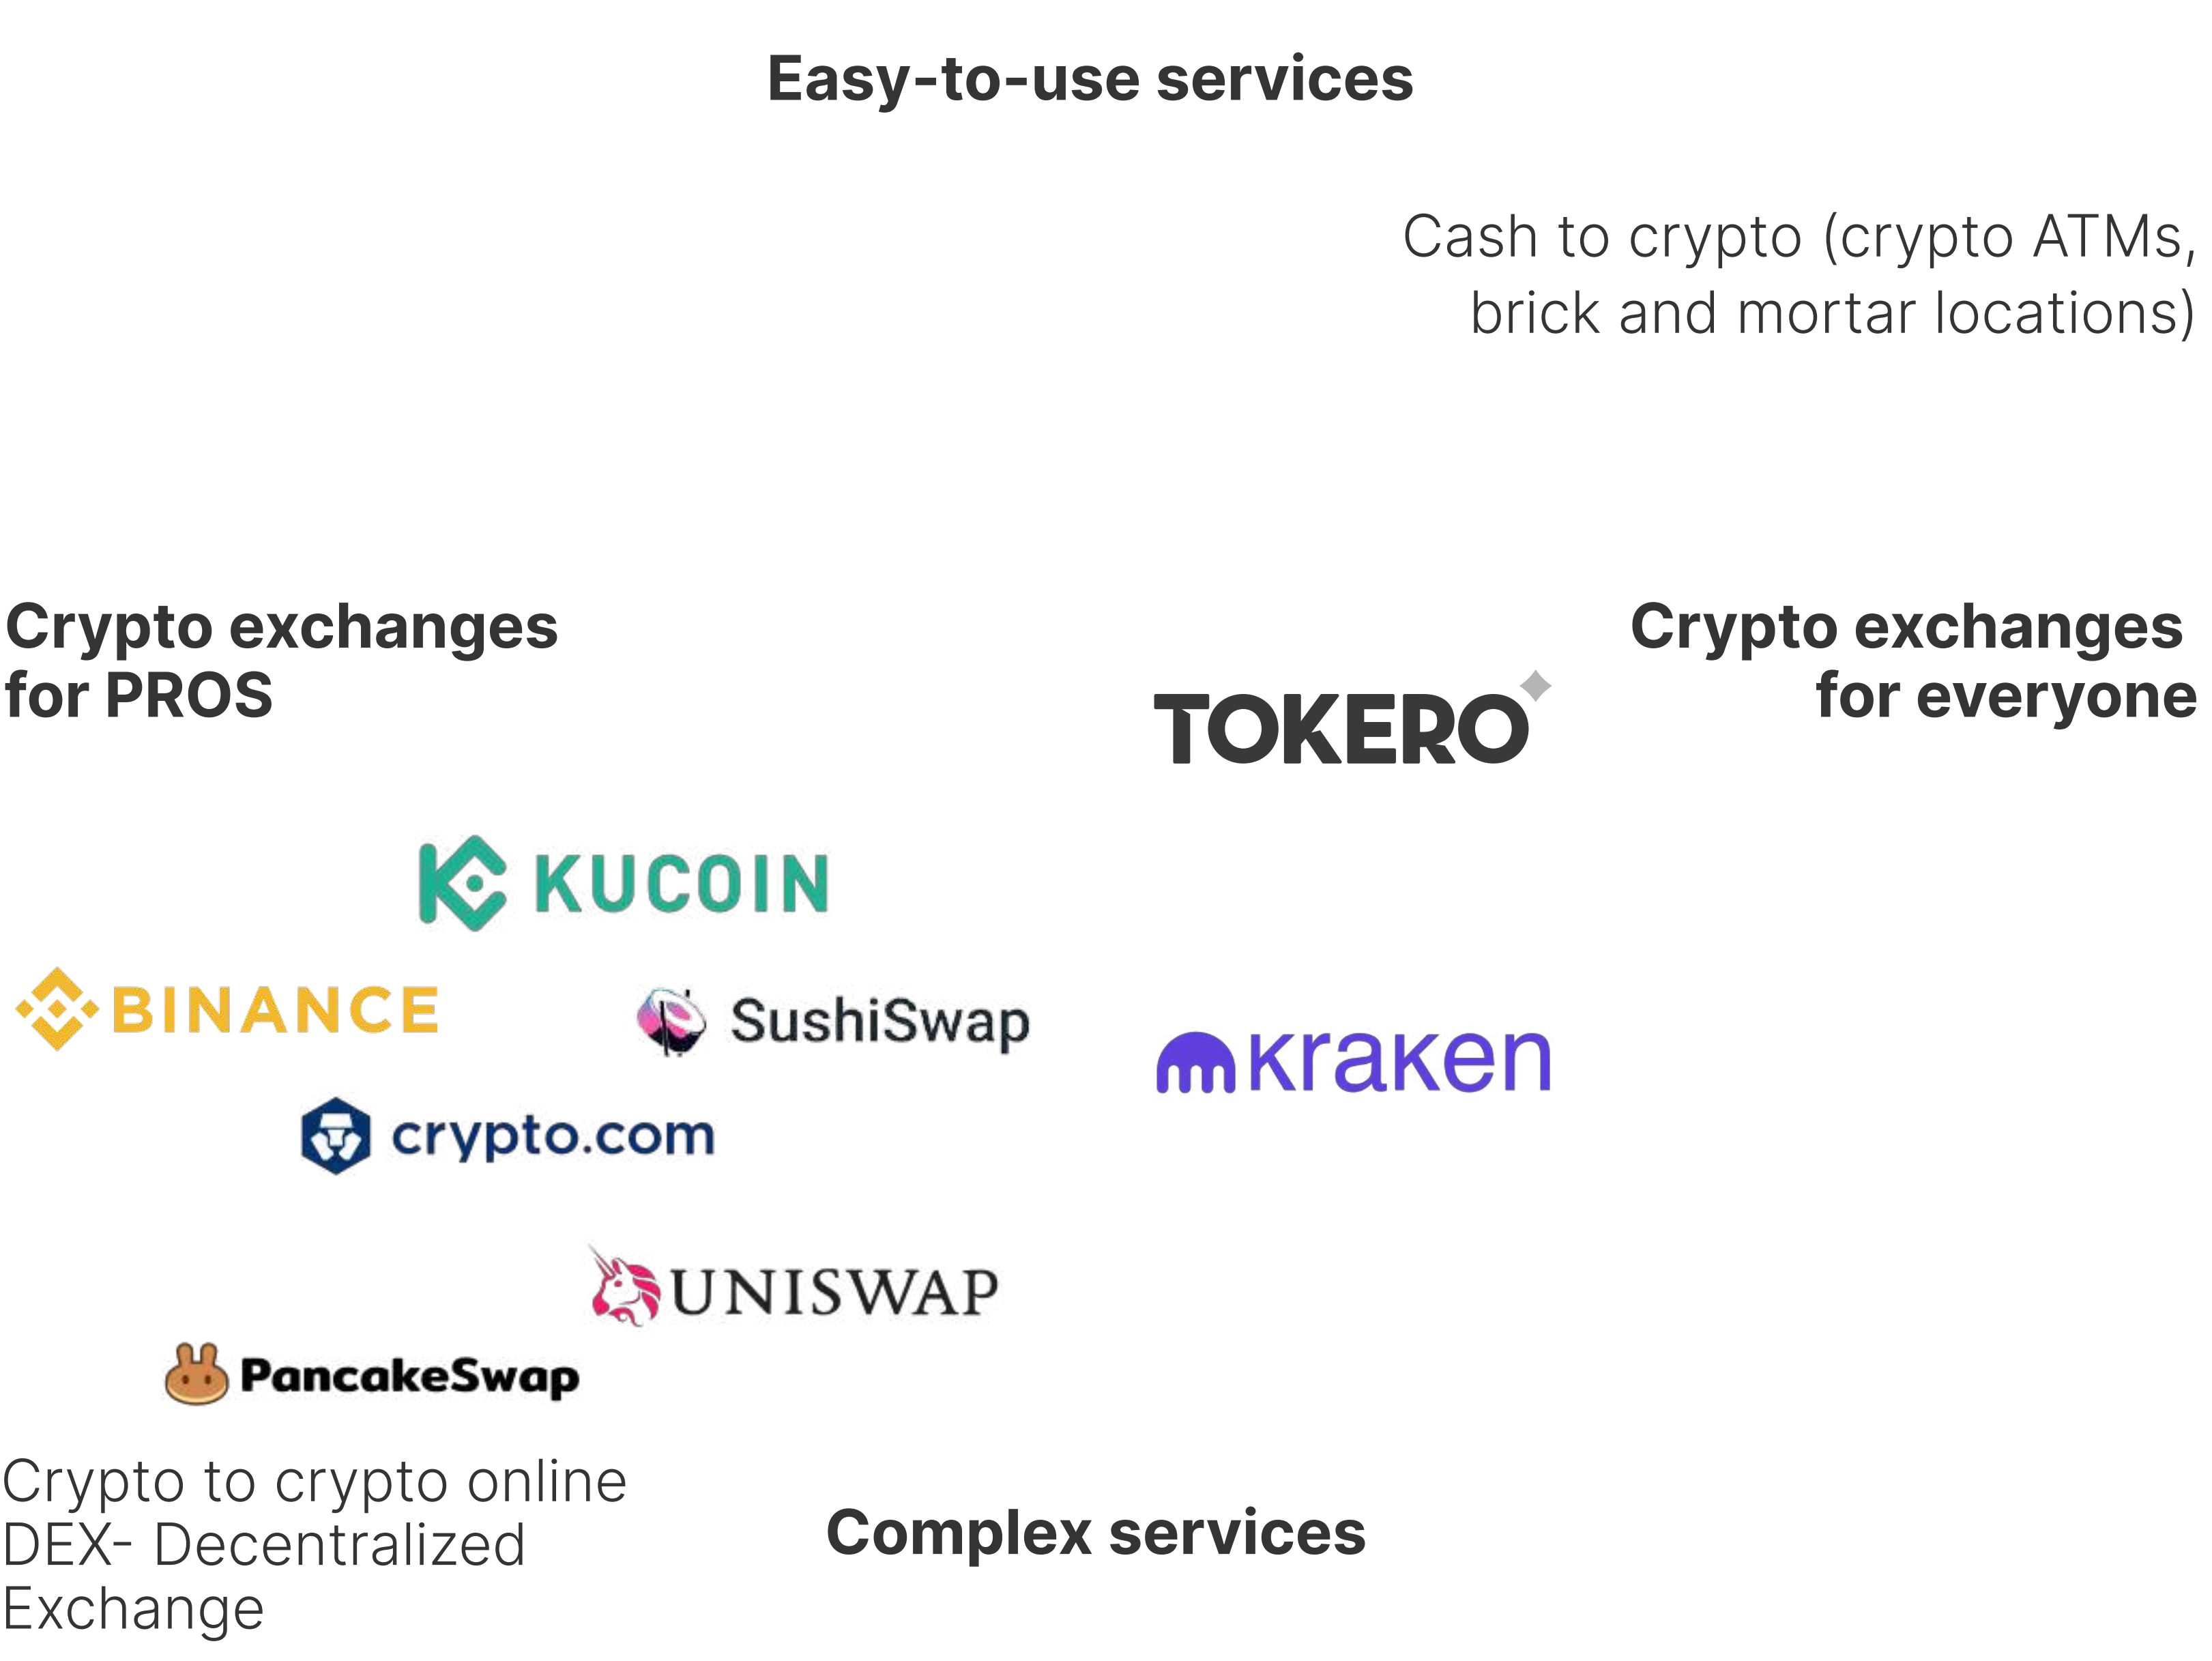 Easy-to-use services
Cash to crypto (crypto ATMs,
brick and mortar locations)
Crypto exchanges
for PROS
Crypto exchanges
for everyone
TOKERO
KUCOIN
BINANCE
SushiSwap
kraken
crypto.com
UNISWAP
PancakeSwap
Crypto to crypto online
DEX- Decentralized
Exchange
Complex services